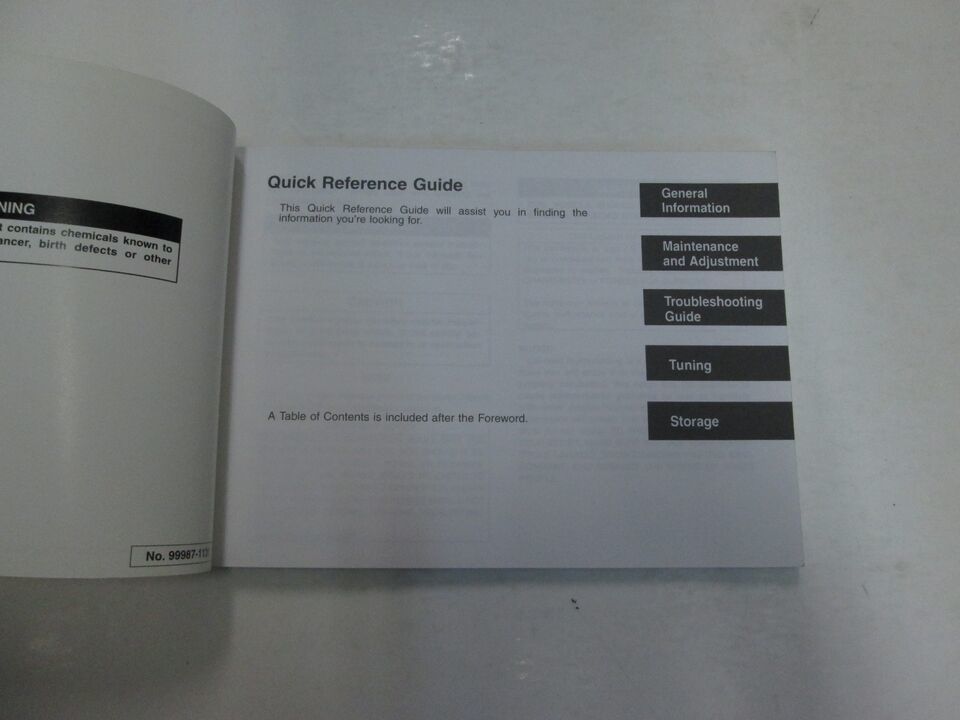 NING
t contains chemicals known to
ancer, birth defects or other
No. 99987-11
Quick Reference Guide
This Quick Reference Guide will assist you in finding the
information you're looking for.
A Table of Contents is included after the Foreword.
General
Information
Maintenance
and Adjustment
Troubleshooting
Guide
Tuning
Storage